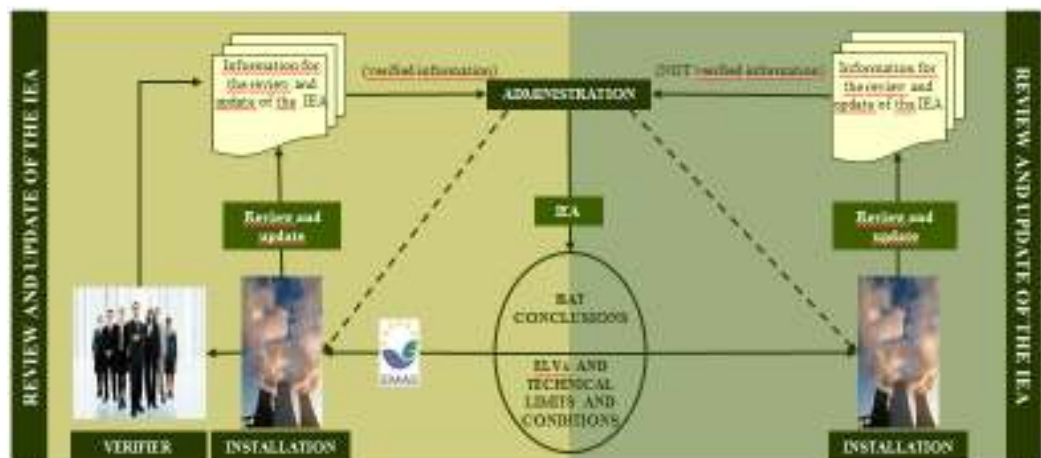 REVIEW AND UPDATE OF THE IEA
Information for
the review and
update of the IEA
(verified information)
ADMINISTRATION
(NOT verified information)
Information for
the review and
update of the IEA
REVIEW AND UPDATE OF THE IEA
Review and
update
IEA
Review and
update
BAT
CONCLUSIONS
EMAS
ELVs AND
TECHNICAL
LIMITS AND
CONDITIONS
VERIFIER
INSTALLATION
INSTALLATION